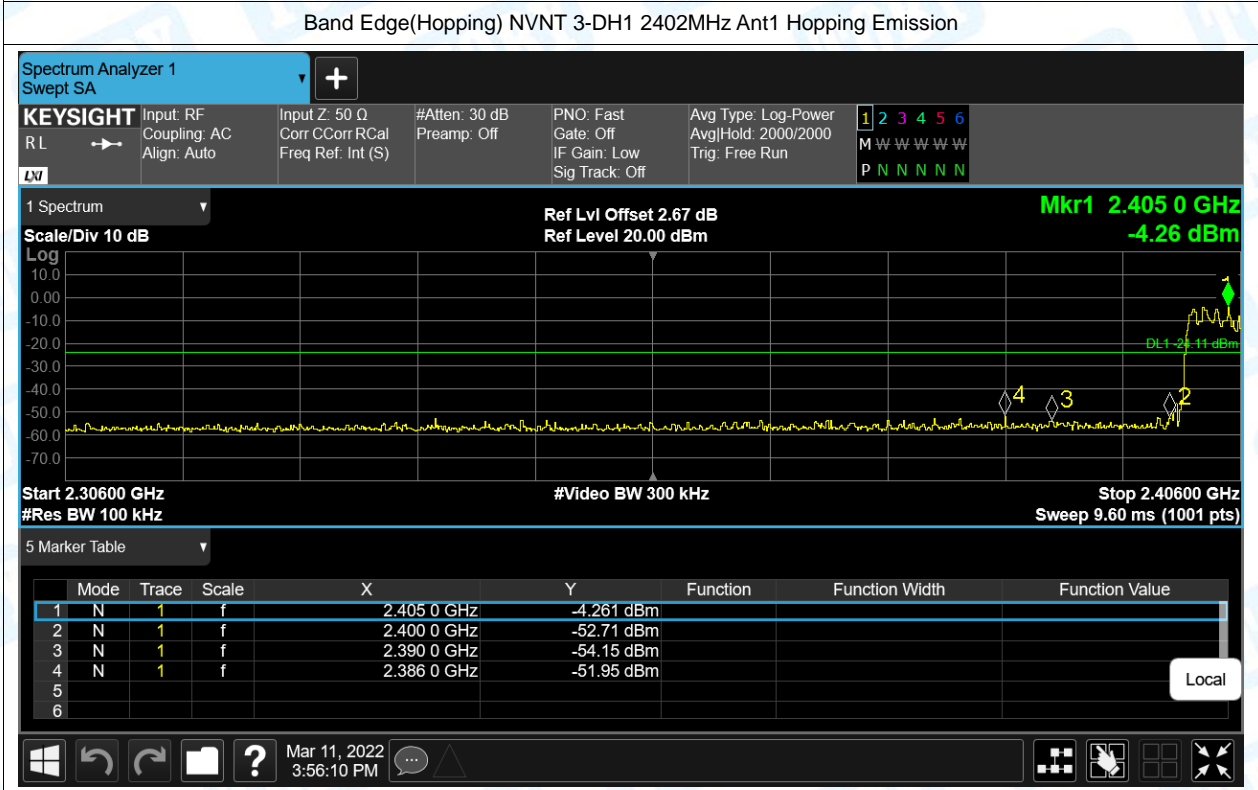 Band Edge(Hopping) NVNT 3-DH1 2402MHz Ant1 Hopping Emission
Spectrum Analyzer 1
Swept SA
KEYSIGHT
R L
LXI
Input: RF
Coupling: AC
Align: Auto
Input Z: 50 Ω
Corr CCorr RCal
Freq Ref: Int (S)
#Atten: 30 dB
Preamp: Off
PNO: Fast
Gate: Off
IF Gain: Low
Sig Track: Off
Avg Type: Log-Power
Avg|Hold: 2000/2000
Trig: Free Run
1 2 3 4 5 6
M W W W W W
P N N N N N
1 Spectrum
Scale/Div 10 dB
Ref Lvl Offset 2.67 dB
Ref Level 20.00 dBm
Mkr1 2.405 0 GHz
-4.26 dBm
Log
10.0
0.00
-10.0
-20.0
-30.0
-40.0
-50.0
-60.0
-70.0
1
DL1 -24.11 dBm
4
3
2
Start 2.30600 GHz
#Video BW 300 kHz
Stop 2.40600 GHz
#Res BW 100 kHz
Sweep 9.60 ms (1001 pts)
5 Marker Table
Mode Trace Scale X Y Function Function Width Function Value
1 N 1 f 2.405 0 GHz -4.261 dBm
2 N 1 f 2.400 0 GHz -52.71 dBm
3 N 1 f 2.390 0 GHz -54.15 dBm
4 N 1 f 2.386 0 GHz -51.95 dBm
5
6
Local
?
Mar 11, 2022
3:56:10 PM